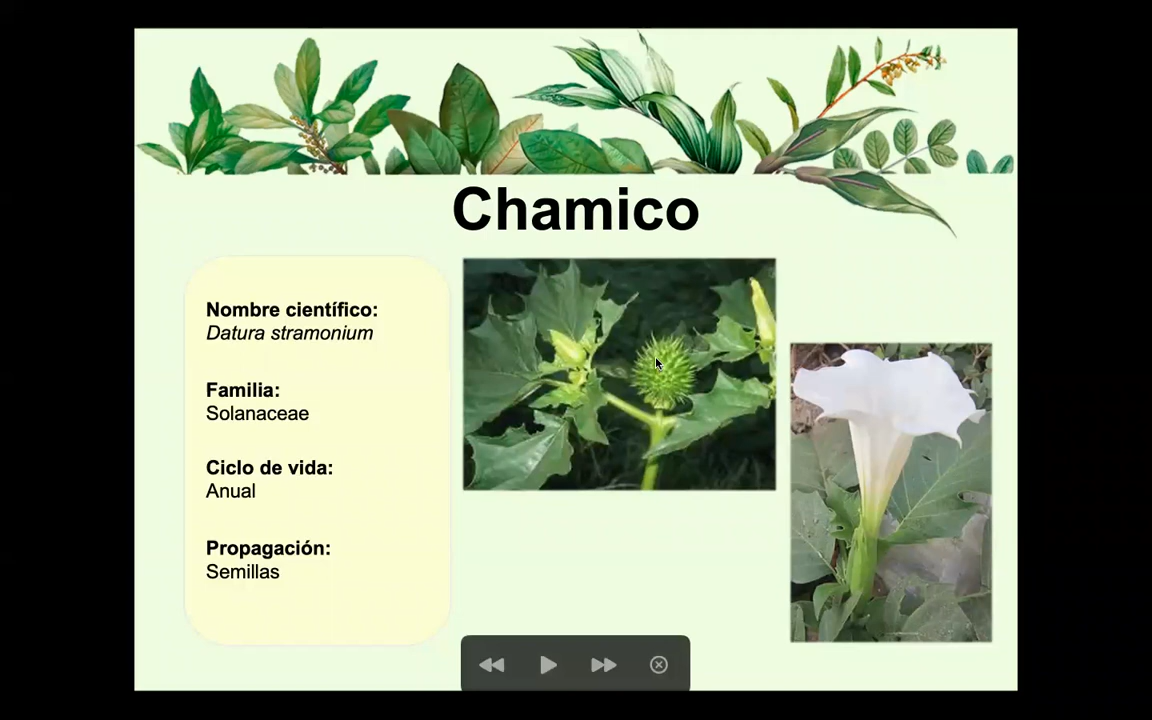 Chamico
Nombre científico:
Datura stramonium
Familia:
Solanaceae
Ciclo de vida:
Anual
Propagación:
Semillas